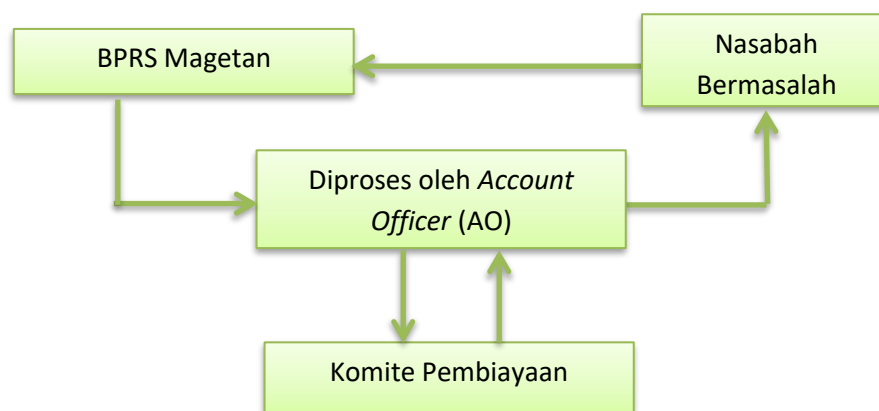 BPRS Magetan
Nasabah
Bermasalah
Diproses oleh Account
Officer (AO)
Komite Pembiayaan